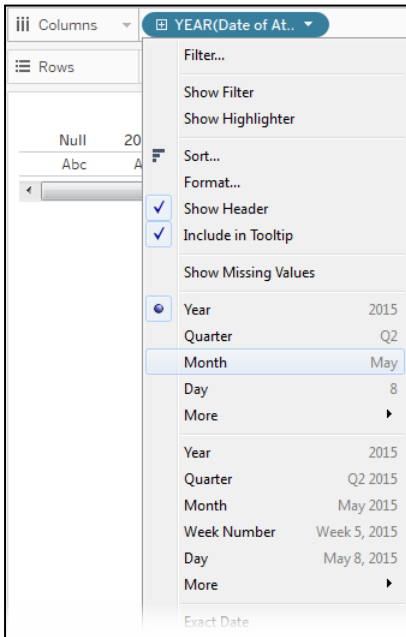 iii Columns
YEAR(Date of At..
Rows
Filter...
Show Filter
Show Highlighter
Null 20
Abc A
Sort...
Format...
Show Header
Include in Tooltip
Show Missing Values
Year 2015
Quarter Q2
Month May
Day 8
More
Year 2015
Quarter Q2 2015
Month May 2015
Week Number Week 5, 2015
Day May 8, 2015
More
Exact Date